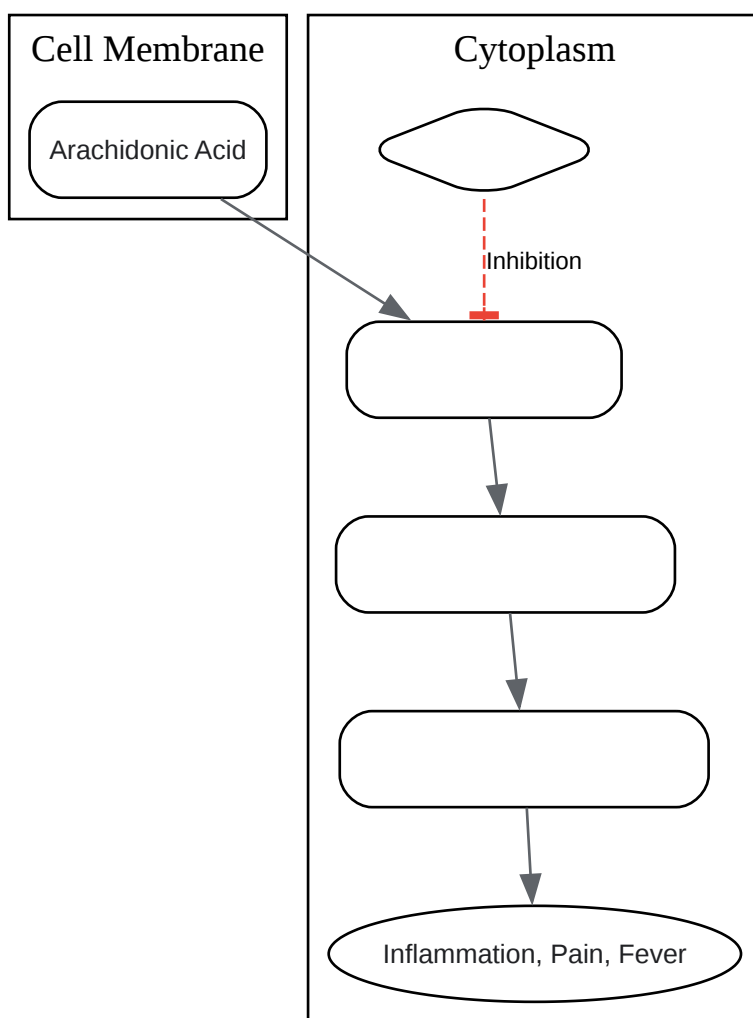 Cell Membrane
Cytoplasm
Arachidonic Acid
Inhibition
Inflammation, Pain, Fever